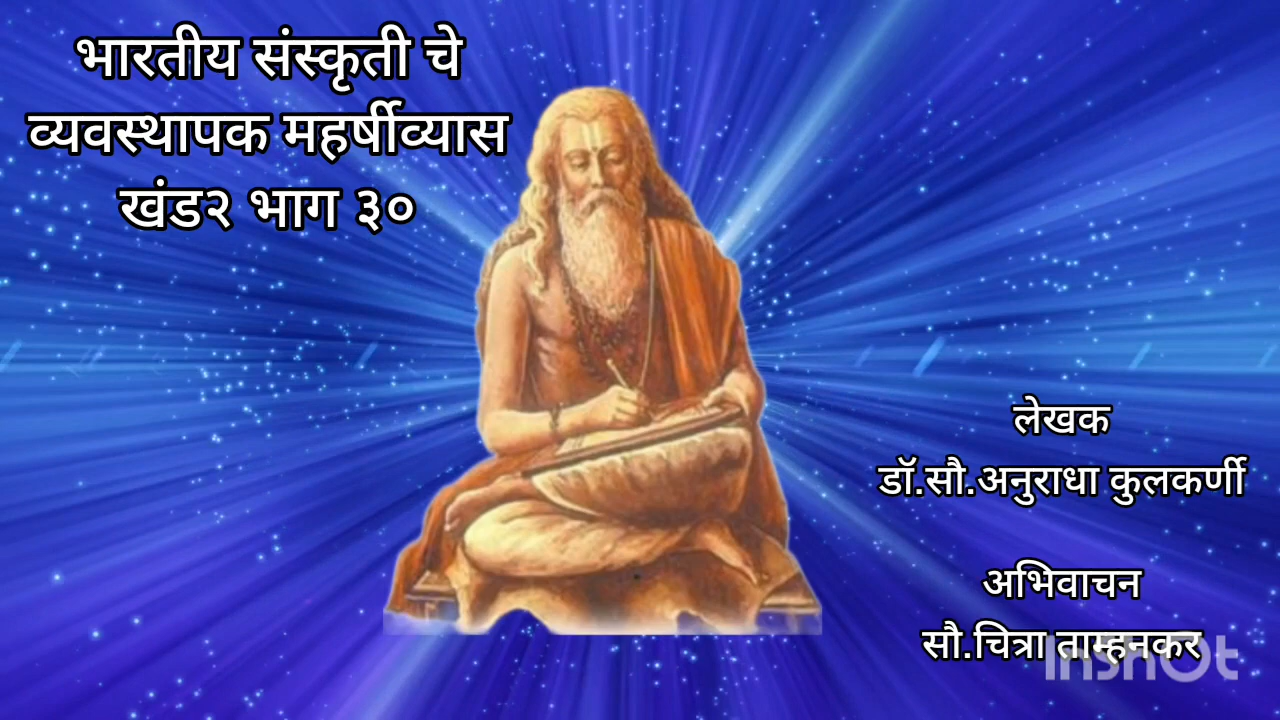 भारतीय संस्कृती चे
व्यवस्थापक महर्षीव्यास
खंड२ भाग ३०
लेखक
डॉ.सौ.अनुराधा कुलकर्णी
अभिवाचन
सौ.चित्रा ताम्हनकर
InshOt